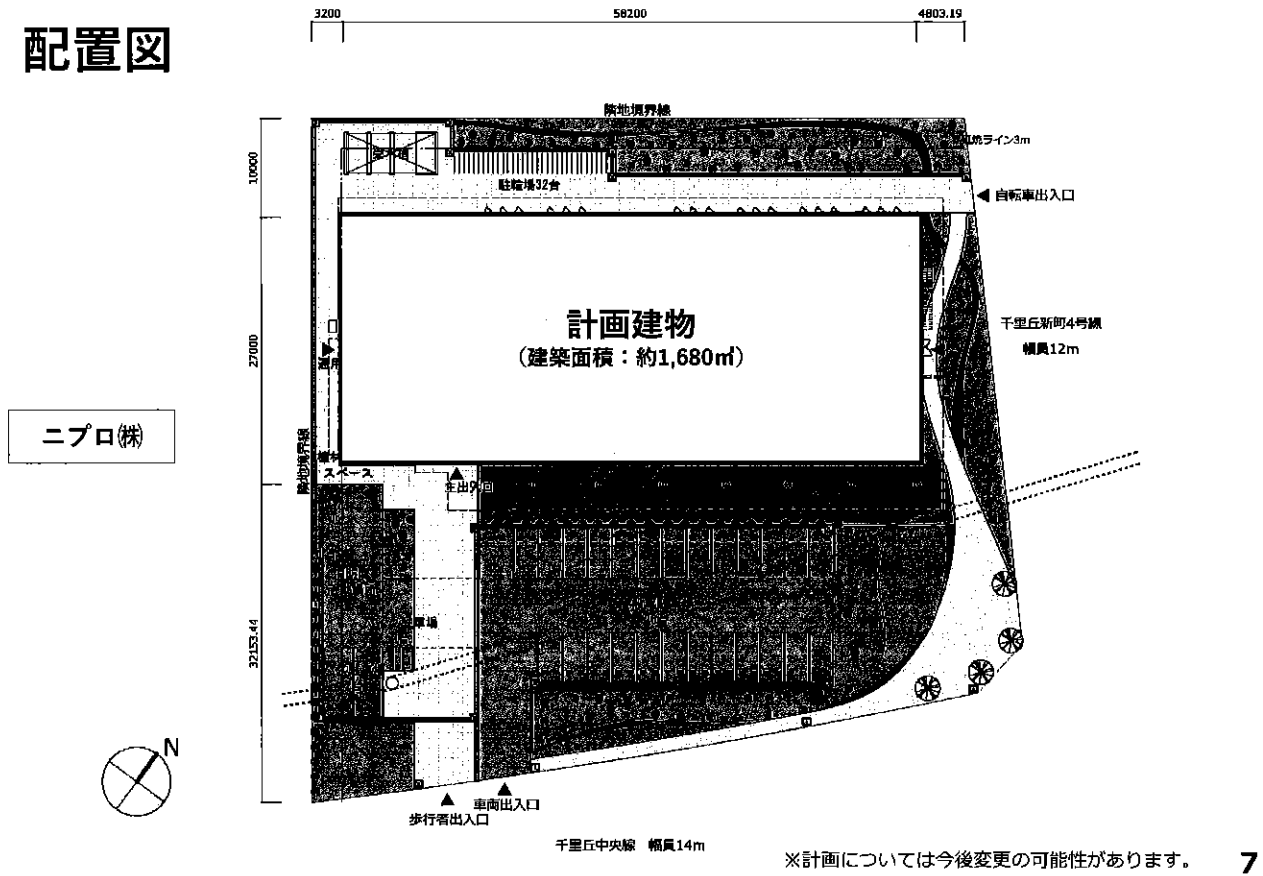 配置図
3200
58200
4803.19
隣地境界線
10000
駐輪場32台
自転車出入口
計画建物
（建築面積：約1,680㎡）
千里丘新町4号線
幅員12m
27000
ニプロ㈱
隣地境界線
スペース
32153.44
N
歩行者出入口
車両出入口
千里丘中央線　幅員14m
※計画については今後変更の可能性があります。
7